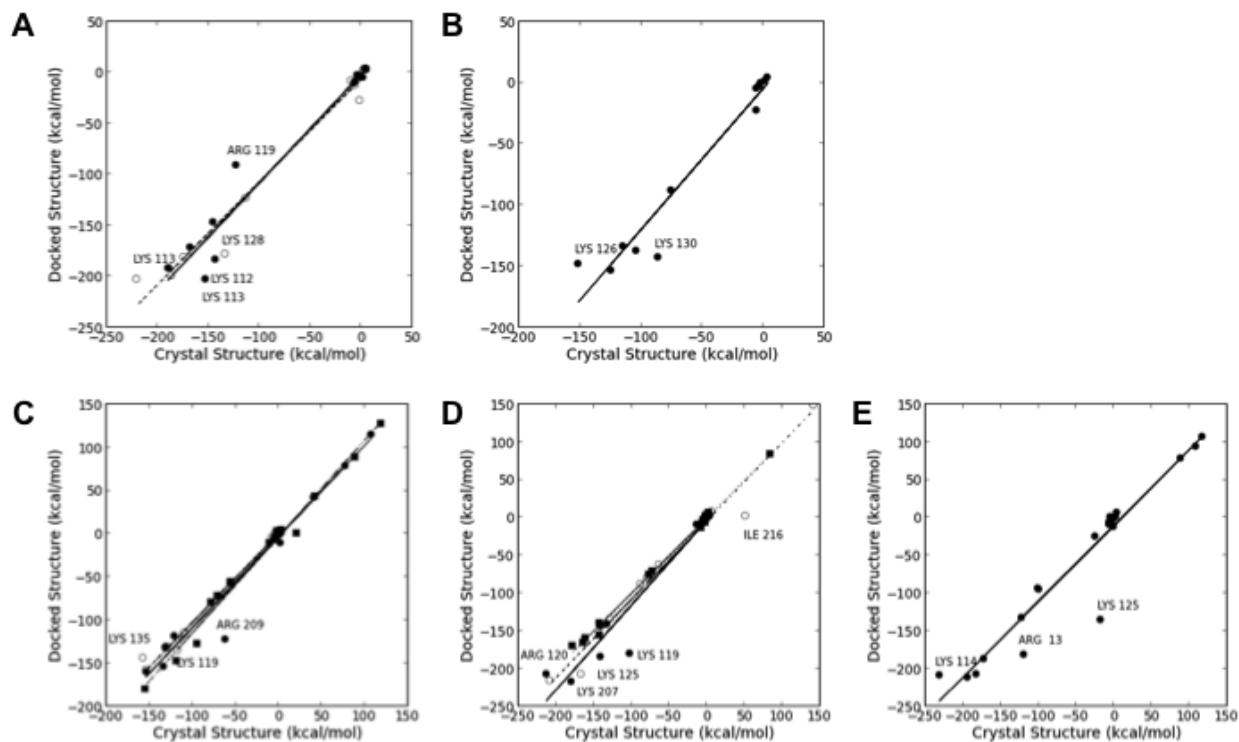 A
50
0
−50
−100
−150
−200
−250
Docked Structure (kcal/mol)
ARG 119
LYS 128
LYS 113
LYS 112
LYS 113
−250 −200 −150 −100 −50 0 50
Crystal Structure (kcal/mol)
B
50
0
−50
−100
−150
−200
Docked Structure (kcal/mol)
LYS 126
LYS 130
−200 −150 −100 −50 0 50
Crystal Structure (kcal/mol)
C
150
100
50
0
−50
−100
−150
−200
Docked Structure (kcal/mol)
ARG 209
LYS 135
LYS 119
−200 −150 −100 −50 0 50 100 150
Crystal Structure (kcal/mol)
D
150
100
50
0
−50
−100
−150
−200
−250
Docked Structure (kcal/mol)
ILE 216
ARG 120
LYS 119
LYS 125
LYS 207
−250 −200 −150 −100 −50 0 50 100 150
Crystal Structure (kcal/mol)
E
150
100
50
0
−50
−100
−150
−200
−250
Docked Structure (kcal/mol)
LYS 125
ARG 13
LYS 114
−250 −200 −150 −100 −50 0 50 100 150
Crystal Structure (kcal/mol)